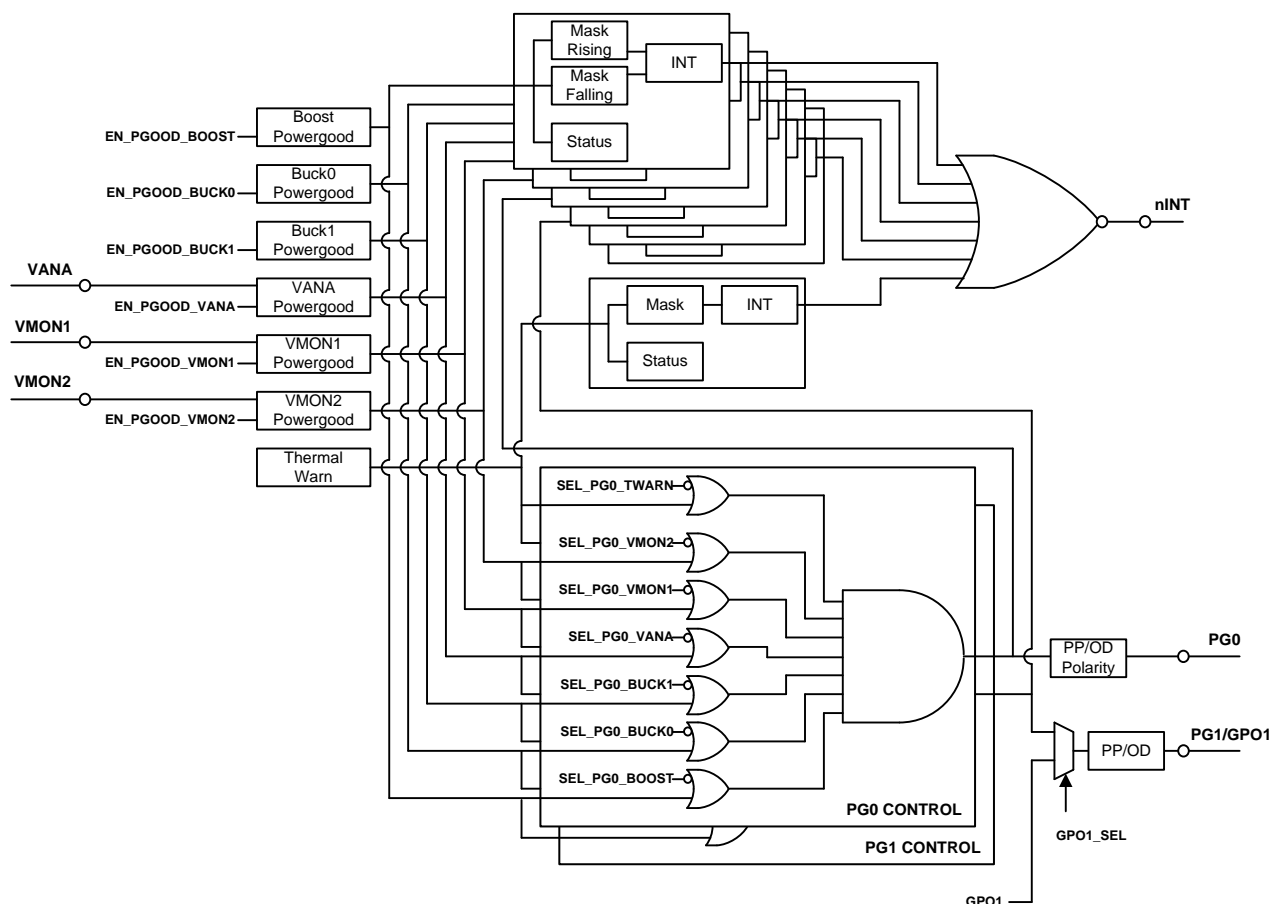 Mask
Rising
INT
Mask
Falling
Status
Boost
Powergood
EN_PGOOD_BOOST
Buck0
Powergood
EN_PGOOD_BUCK0
Buck1
Powergood
EN_PGOOD_BUCK1
VANA
VANA
Powergood
EN_PGOOD_VANA
VMON1
VMON1
Powergood
EN_PGOOD_VMON1
VMON2
VMON2
Powergood
EN_PGOOD_VMON2
Thermal
Warn
nINT
Mask
INT
Status
SEL_PG0_TWARN
SEL_PG0_VMON2
SEL_PG0_VMON1
SEL_PG0_VANA
SEL_PG0_BUCK1
SEL_PG0_BUCK0
SEL_PG0_BOOST
PG0 CONTROL
PG1 CONTROL
PP/OD
Polarity
PG0
PP/OD
PG1/GPO1
GPO1_SEL
GPO1